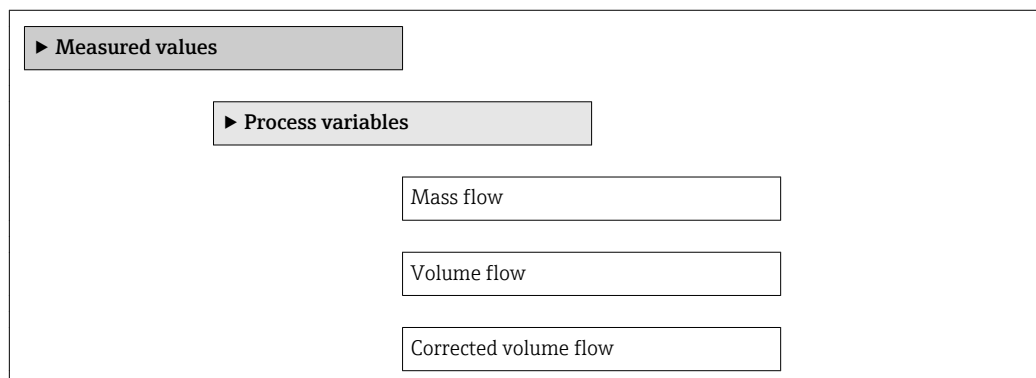 ▶ Measured values
▶ Process variables
Mass flow
Volume flow
Corrected volume flow